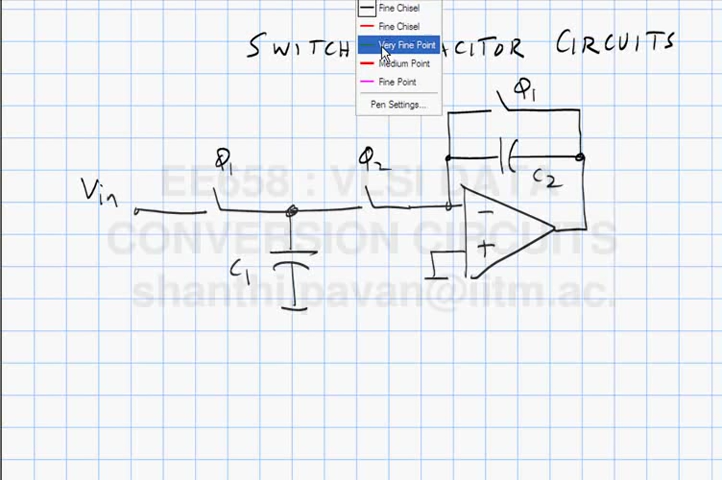 Fine Chisel
Fine Chisel
Very Fine Point
Medium Point
Fine Point
Pen Settings...
SWITCH ACITOR CIRCUITS
Φ1
C2
Φ1
Φ2
Vin
C1
−
+
EE658 : VLSI DATA
CONVERSION CIRCUITS
shanthi.pavan@iitm.ac.